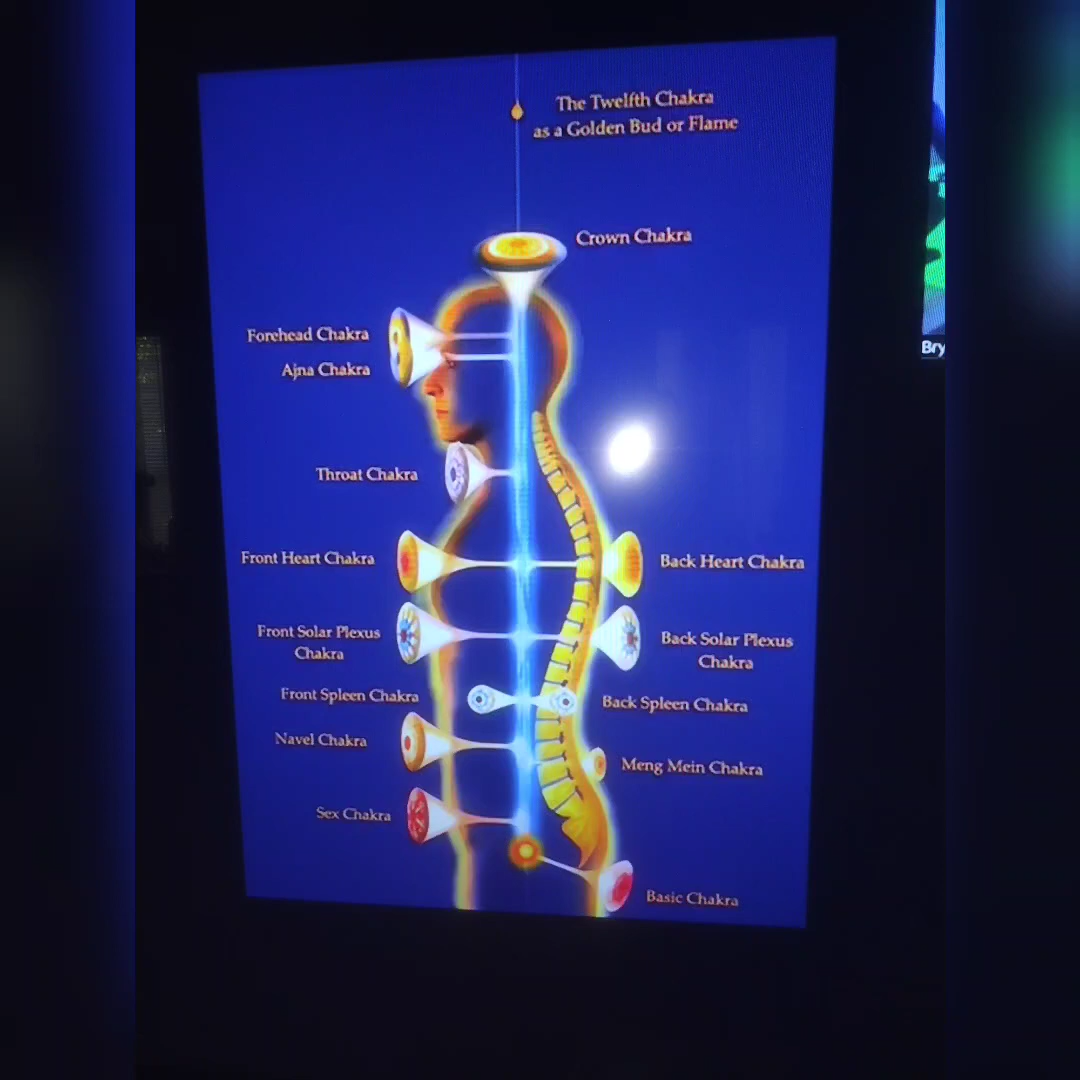 The Twelfth Chakra
as a Golden Bud or Flame
Crown Chakra
Forehead Chakra
Ajna Chakra
Throat Chakra
Front Heart Chakra
Back Heart Chakra
Front Solar Plexus
Chakra
Back Solar Plexus
Chakra
Front Spleen Chakra
Back Spleen Chakra
Navel Chakra
Meng Mein Chakra
Sex Chakra
Basic Chakra
Bry